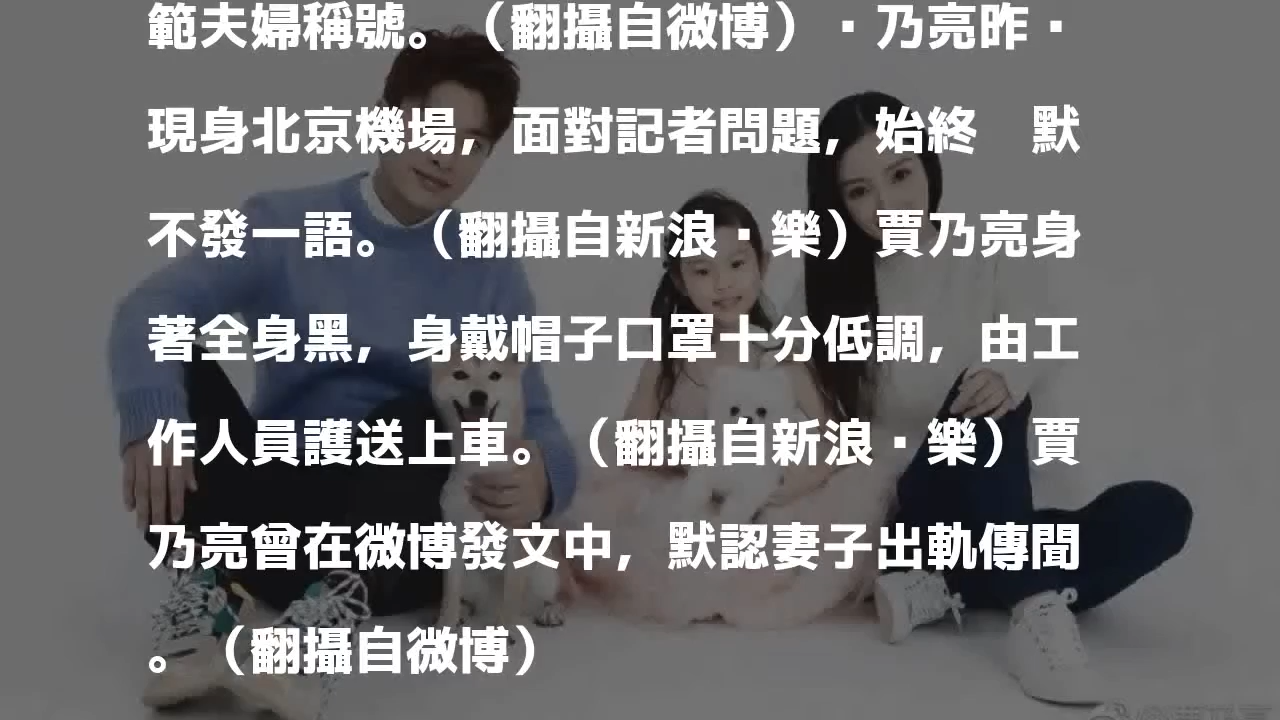 範夫婦稱號。（翻攝自微博）·乃亮昨·
現身北京機場，面對記者問題，始終　默
不發一語。（翻攝自新浪·樂）賈乃亮身
著全身黑，身戴帽子口罩十分低調，由工
作人員護送上車。（翻攝自新浪·樂）賈
乃亮曾在微博發文中，默認妻子出軌傳聞
。（翻攝自微博）